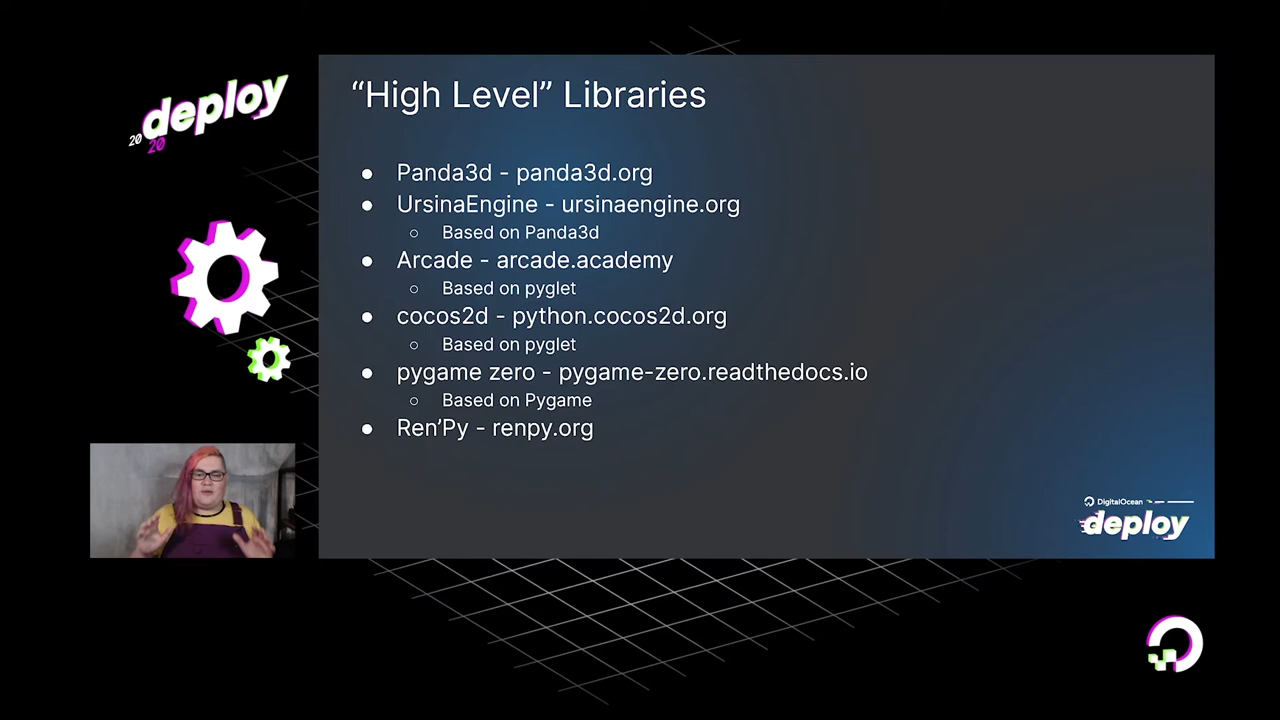 2020 deploy
“High Level” Libraries
● Panda3d - panda3d.org
● UrsinaEngine - ursinaengine.org
○ Based on Panda3d
● Arcade - arcade.academy
○ Based on pyglet
● cocos2d - python.cocos2d.org
○ Based on pyglet
● pygame zero - pygame-zero.readthedocs.io
○ Based on Pygame
● Ren’Py - renpy.org
DigitalOcean
deploy